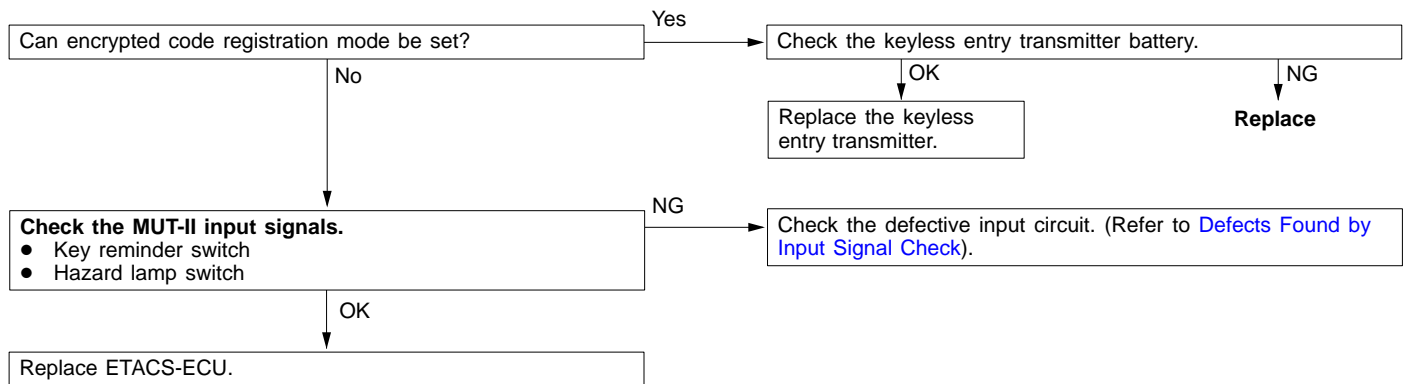 Can encrypted code registration mode be set?
Yes
Check the keyless entry transmitter battery.
No
OK
NG
Replace the keyless
entry transmitter.
Replace
Check the MUT-II input signals.
● Key reminder switch
● Hazard lamp switch
NG
Check the defective input circuit. (Refer to Defects Found by
Input Signal Check).
OK
Replace ETACS-ECU.